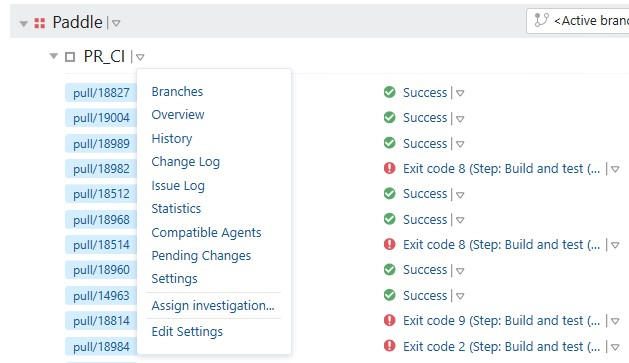 Paddle
<Active branc
PR_CI
Branches
Overview
History
Change Log
Issue Log
Statistics
Compatible Agents
Pending Changes
Settings
Assign investigation...
Edit Settings
pull/18827 Success
pull/19004 Success
pull/18989 Success
pull/18982 Exit code 8 (Step: Build and test (...
pull/18512 Success
pull/18968 Success
pull/18514 Exit code 8 (Step: Build and test (...
pull/18960 Success
pull/14963 Success
pull/18814 Exit code 9 (Step: Build and test (...
pull/18984 Exit code 2 (Step: Build and test (...